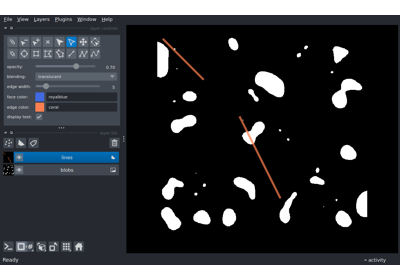 File View Plugins Window Help
opacity: 0.70
blending: translucent
edge width: 5
face color: royalblue
edge color: coral
display text:
lines
blobs
Ready
activity